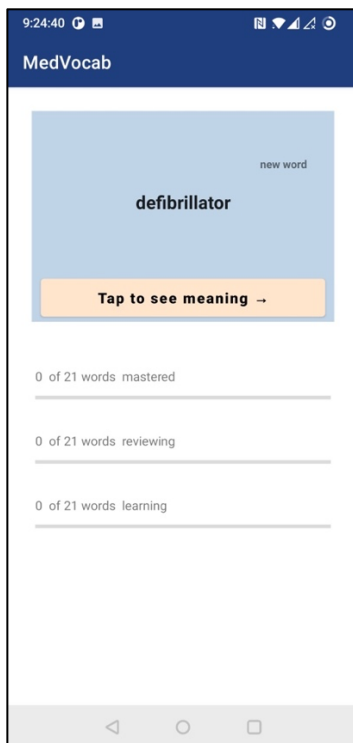 9:24:40
MedVocab
new word
defibrillator
Tap to see meaning →
0 of 21 words mastered
0 of 21 words reviewing
0 of 21 words learning